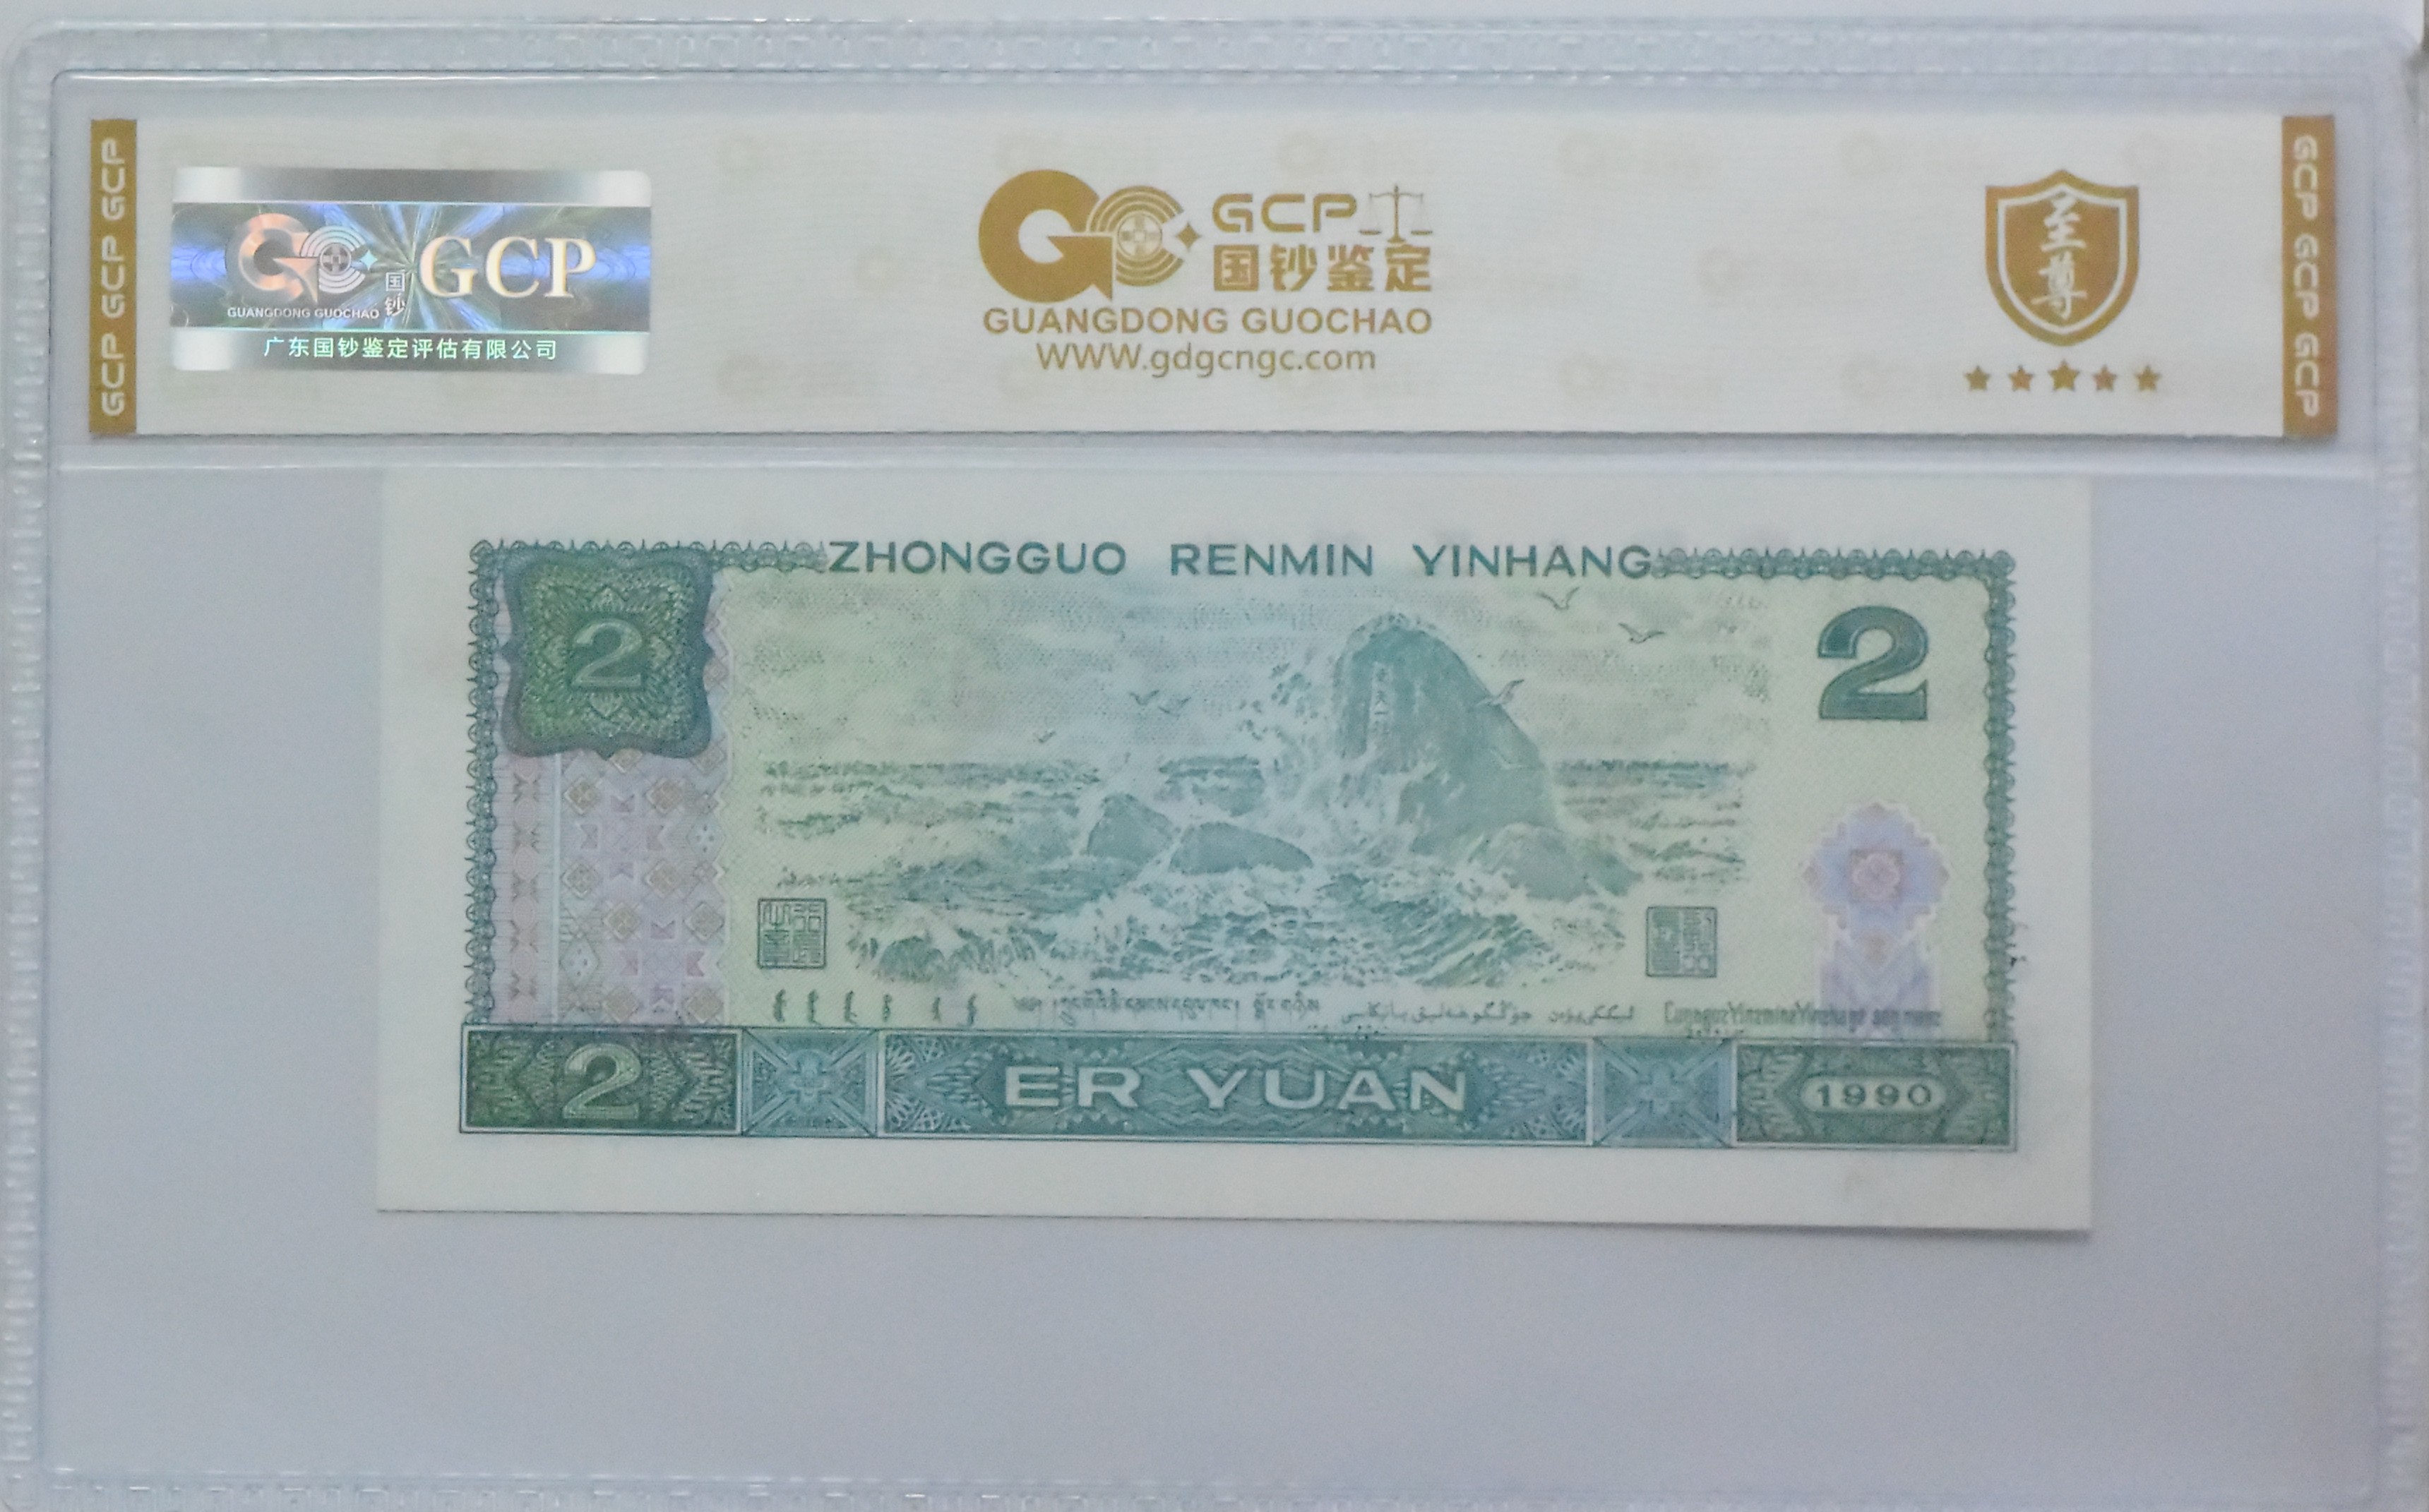 GCP GCP GCP
GCP
国钞
GUANGDONG GUOCHAO
广东国钞鉴定评估有限公司
GCP
国钞鉴定
GUANGDONG GUOCHAO
WWW.gdgcngc.com
至尊
GCP GCP GCP
ZHONGGUO RENMIN YINHANG
2
2
2
ER YUAN
1990